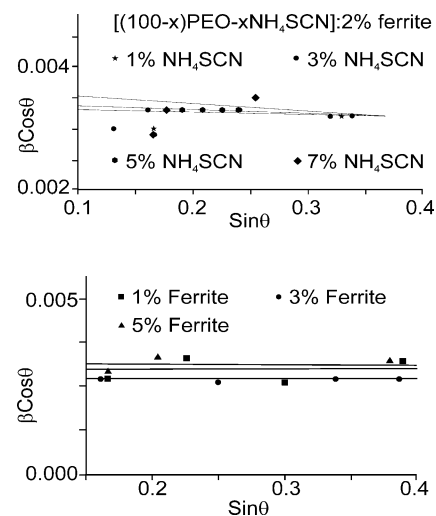 [(100-x)PEO-xNH₄SCN]:2% ferrite
1% NH₄SCN 3% NH₄SCN
5% NH₄SCN 7% NH₄SCN
0.004
0.002
βCosθ
0.1 0.2 0.3 0.4
Sinθ
1% Ferrite 3% Ferrite
5% Ferrite
0.005
0.000
βCosθ
0.2 0.3 0.4
Sinθ